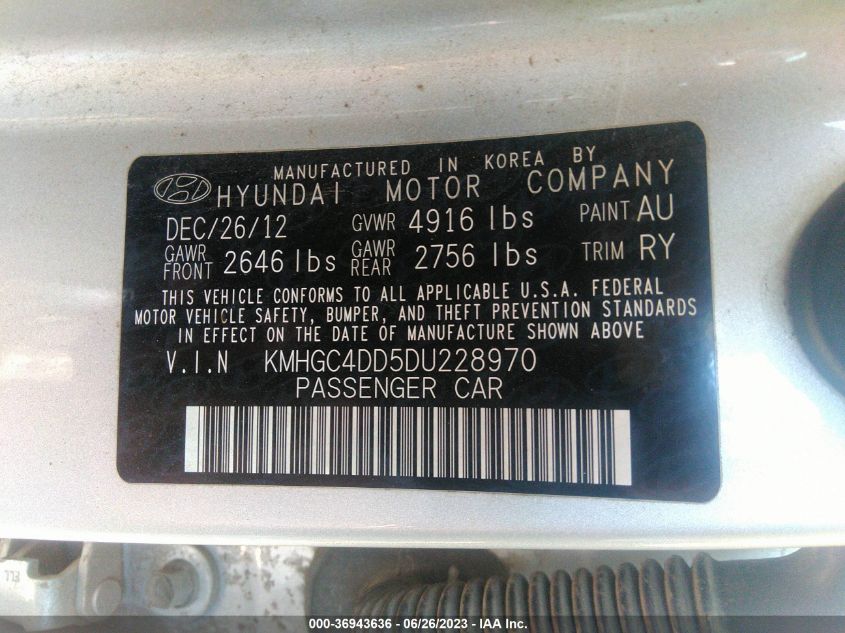 MANUFACTURED IN KOREA BY
HYUNDAI MOTOR COMPANY
DEC/26/12 GVWR 4916 lbs PAINT AU
GAWR FRONT 2646 lbs GAWR REAR 2756 lbs TRIM RY
THIS VEHICLE CONFORMS TO ALL APPLICABLE U.S.A. FEDERAL
MOTOR VEHICLE SAFETY, BUMPER, AND THEFT PREVENTION STANDARDS
IN EFFECT ON THE DATE OF MANUFACTURE SHOWN ABOVE
V.I.N KMHGC4DD5DU228970
PASSENGER CAR
000-36943636 - 06/26/2023 - Copyright IAA, Inc.